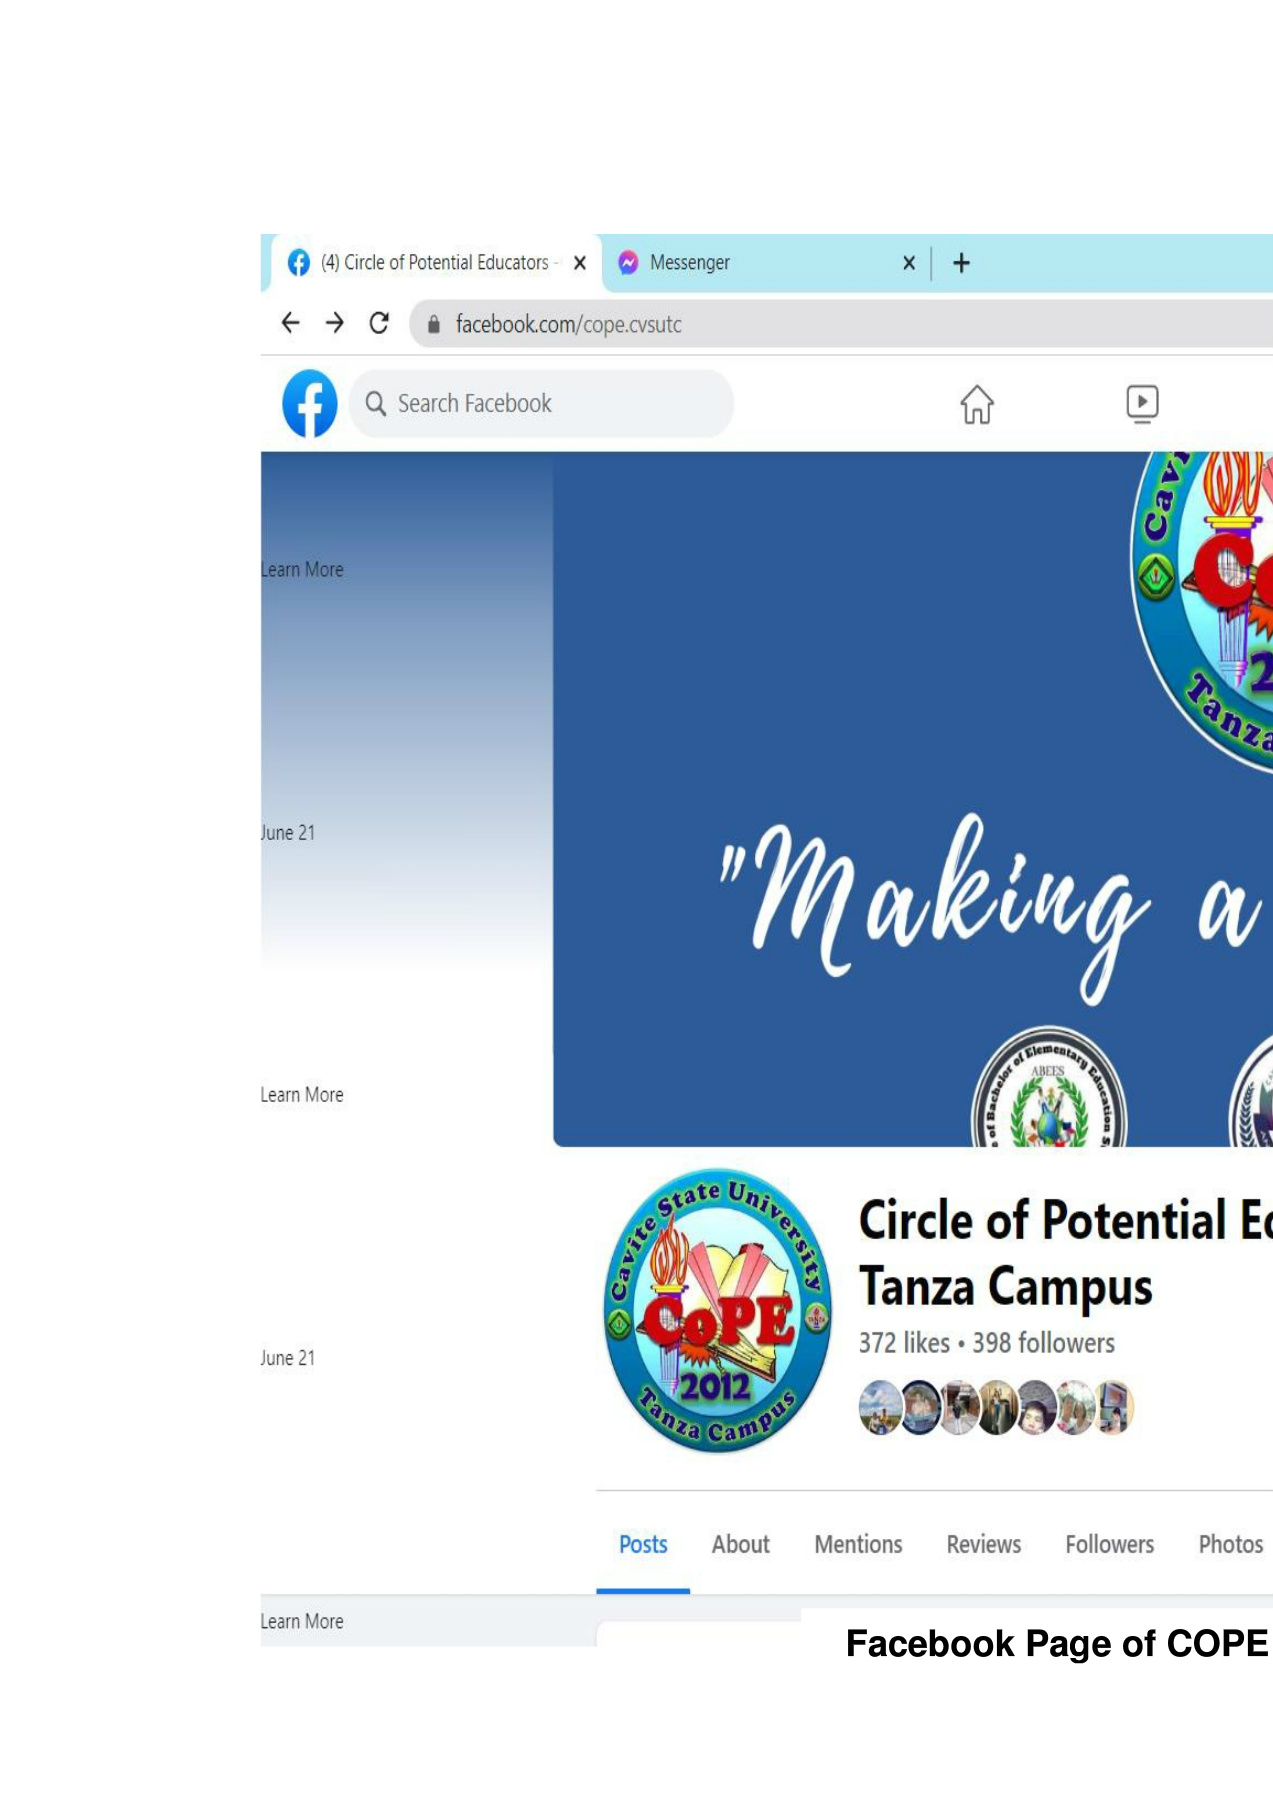 (4) Circle of Potential Educators -
Messenger
facebook.com/cope.cvsutc
Search Facebook
Learn More
June 21
Learn More
June 21
Learn More
Cavi
Co
2
Tanza
"Making a
of Bachelor of Elementary Education S
ABEES
Cavite State University
CoPE
2012
Tanza Campus
Circle of Potential Ed
Tanza Campus
372 likes • 398 followers
Posts About Mentions Reviews Followers Photos
Facebook Page of COPE